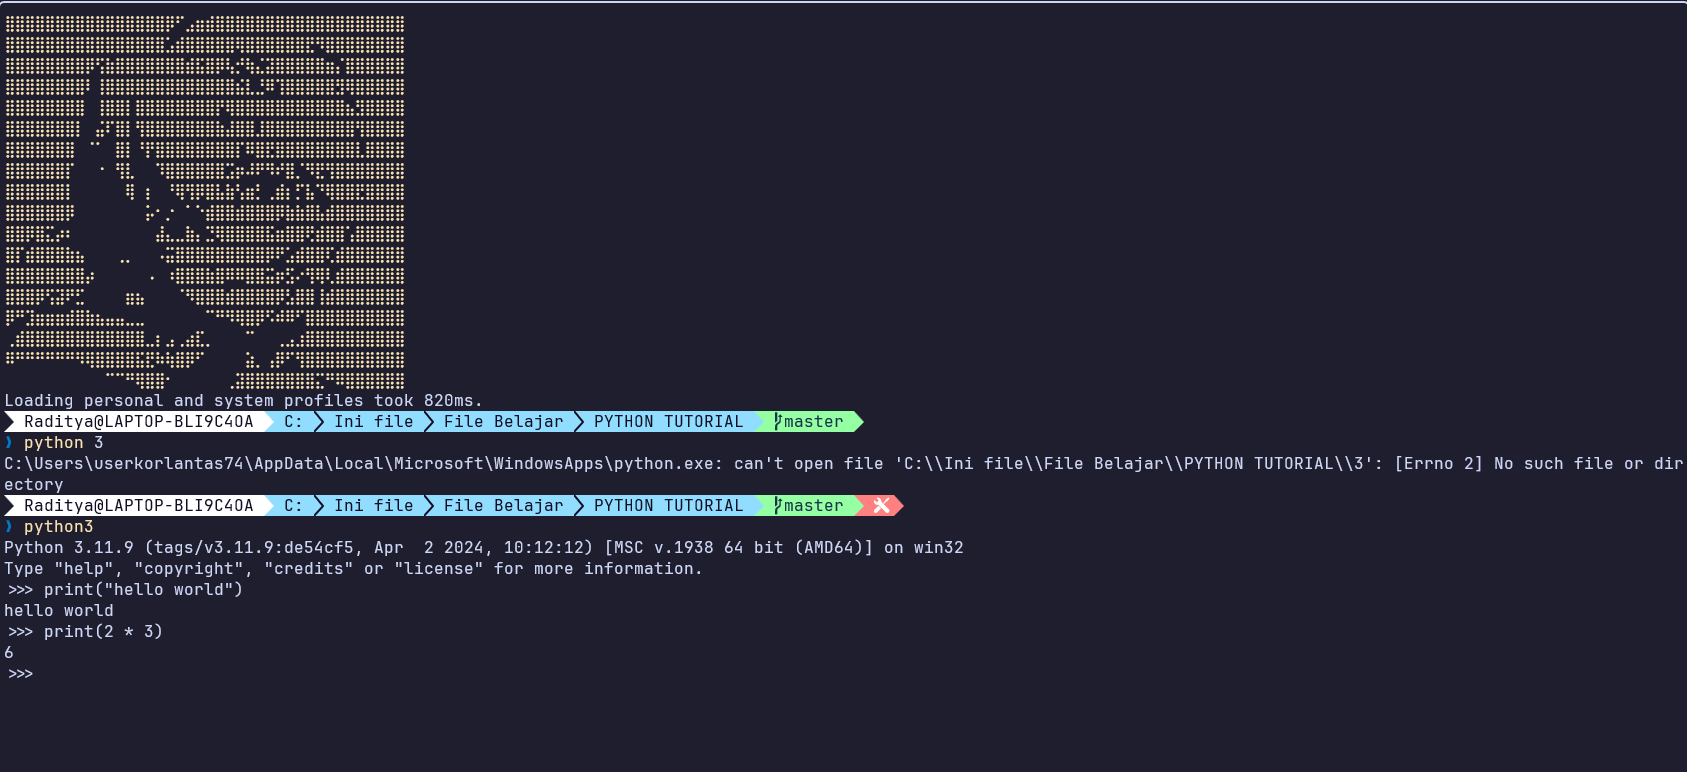 Loading personal and system profiles took 820ms.
Raditya@LAPTOP-BLI9C4OA C: Ini file File Belajar PYTHON TUTORIAL master
❯ python 3
C:\Users\userkorlantas74\AppData\Local\Microsoft\WindowsApps\python.exe: can't open file 'C:\\Ini file\\File Belajar\\PYTHON TUTORIAL\\3': [Errno 2] No such file or dir
ectory
Raditya@LAPTOP-BLI9C4OA C: Ini file File Belajar PYTHON TUTORIAL master
❯ python3
Python 3.11.9 (tags/v3.11.9:de54cf5, Apr  2 2024, 10:12:12) [MSC v.1938 64 bit (AMD64)] on win32
Type "help", "copyright", "credits" or "license" for more information.
>>> print("hello world")
hello world
>>> print(2 * 3)
6
>>>